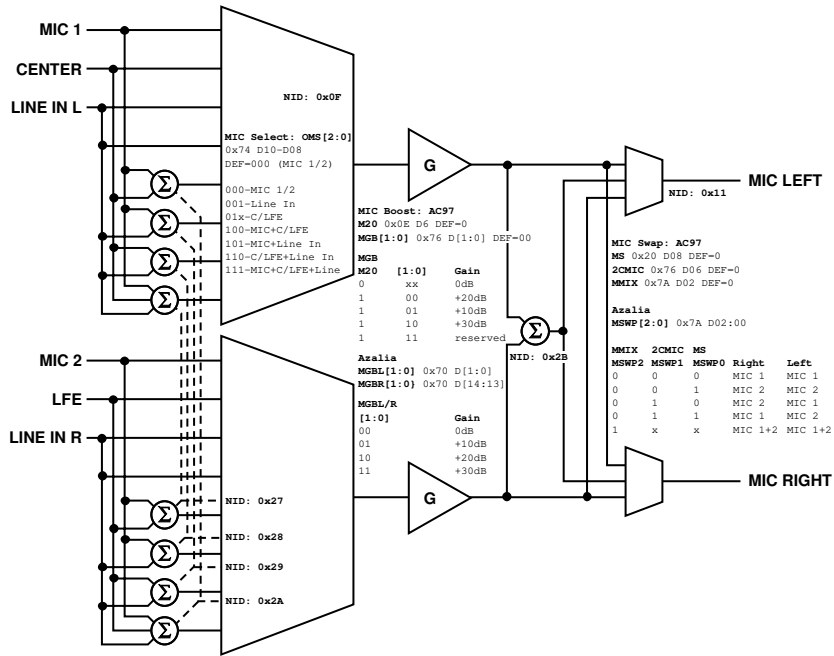 MIC 1
CENTER
LINE IN L
NID: 0x0F
MIC Select: OMS[2:0]
0x74 D10–D08
DEF=000 (MIC 1/2)
000-MIC 1/2
001-Line In
01x-C/LFE
100-MIC+C/LFE
101-MIC+Line In
110-C/LFE+Line In
111-MIC+C/LFE+Line
Σ
Σ
Σ
Σ
G
MIC Boost: AC97
M20 0x0E D6 DEF=0
MGB[1:0] 0x76 D[1:0] DEF=00
MGB
M20 [1:0] Gain
0 xx 0dB
1 00 +20dB
1 01 +10dB
1 10 +30dB
1 11 reserved
Azalia
MGBL[1:0] 0x70 D[1:0]
MGBR[1:0} 0x70 D[14:13]
MGBL/R
[1:0] Gain
00 0dB
01 +10dB
10 +20dB
11 +30dB
Σ
NID: 0x2B
NID: 0x11
MIC LEFT
MIC Swap: AC97
MS 0x20 D08 DEF=0
2CMIC 0x76 D06 DEF=0
MMIX 0x7A D02 DEF=0
Azalia
MSWP[2:0] 0x7A D02:00
MMIX 2CMIC MS
MSWP2 MSWP1 MSWP0 Right Left
0 0 0 MIC 1 MIC 1
0 0 1 MIC 2 MIC 2
0 1 0 MIC 2 MIC 1
0 1 1 MIC 1 MIC 2
1 x x MIC 1+2 MIC 1+2
MIC RIGHT
MIC 2
LFE
LINE IN R
NID: 0x27
NID: 0x28
NID: 0x29
NID: 0x2A
Σ
Σ
Σ
Σ
G